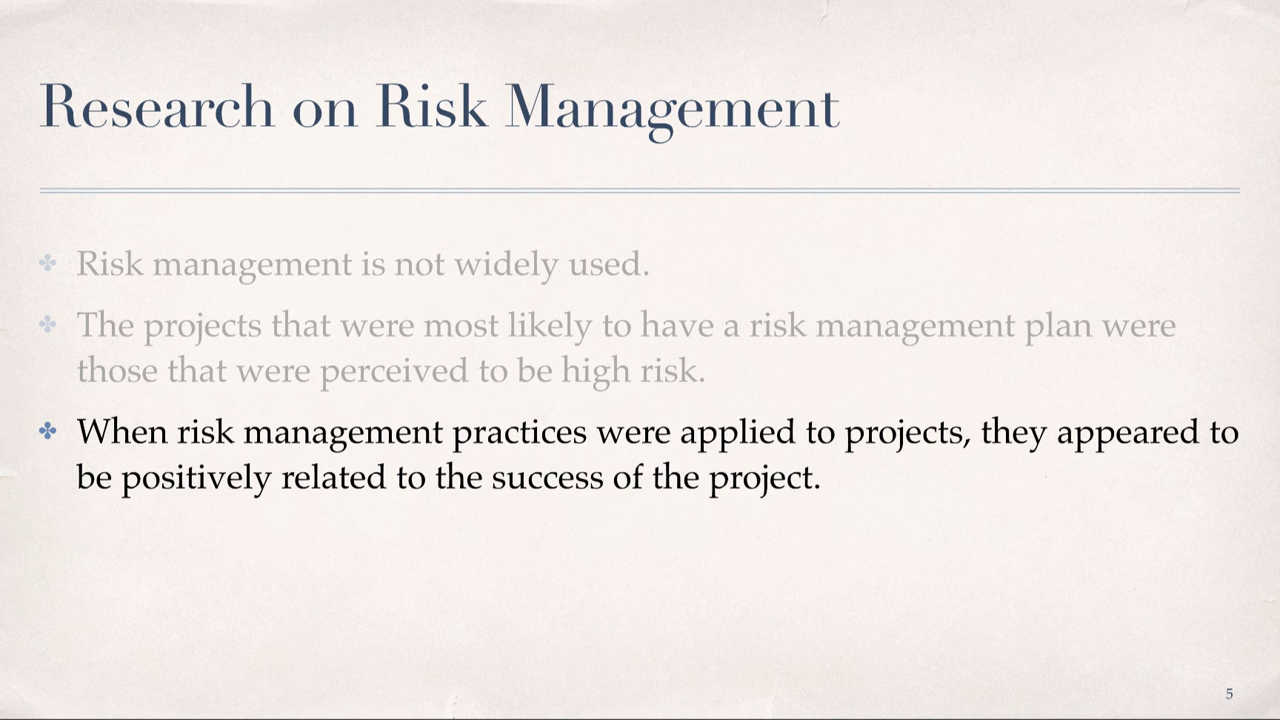 Research on Risk Management
Risk management is not widely used.
The projects that were most likely to have a risk management plan were
those that were perceived to be high risk.
When risk management practices were applied to projects, they appeared to
be positively related to the success of the project.
5